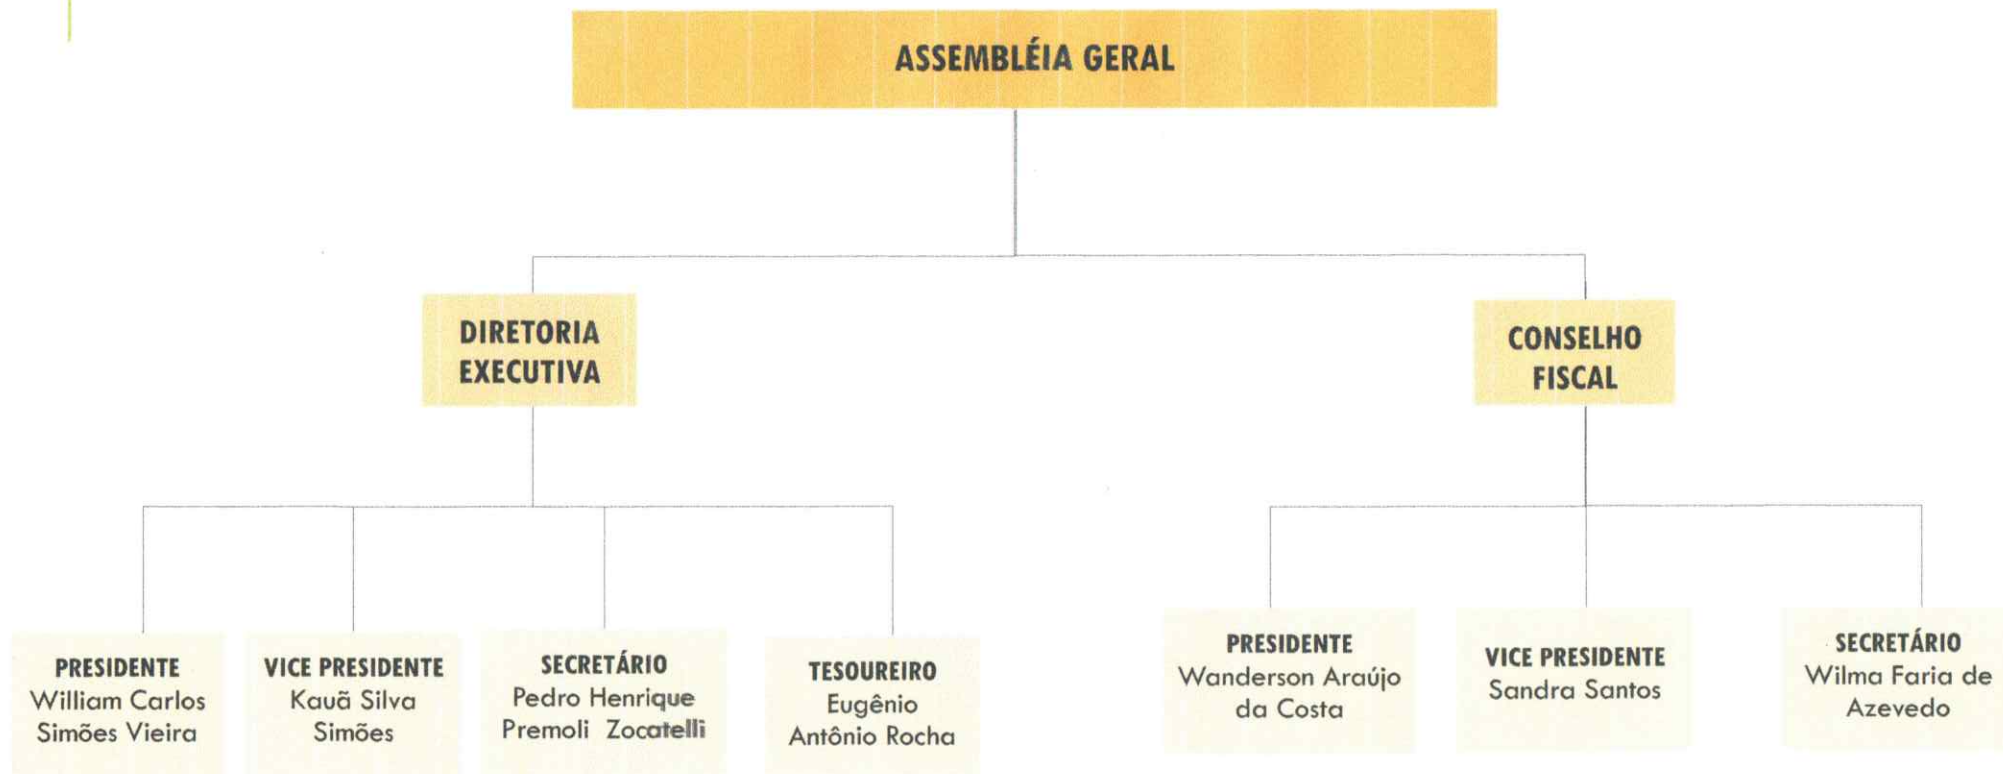 ASSEMBLÉIA GERAL
DIRETORIA
EXECUTIVA
CONSELHO
FISCAL
PRESIDENTE
William Carlos
Simões Vieira
VICE PRESIDENTE
Kauã Silva
Simões
SECRETÁRIO
Pedro Henrique
Premoli Zocatelli
TESOUREIRO
Eugênio
Antônio Rocha
PRESIDENTE
Wanderson Araújo
da Costa
VICE PRESIDENTE
Sandra Santos
SECRETÁRIO
Wilma Faria de
Azevedo